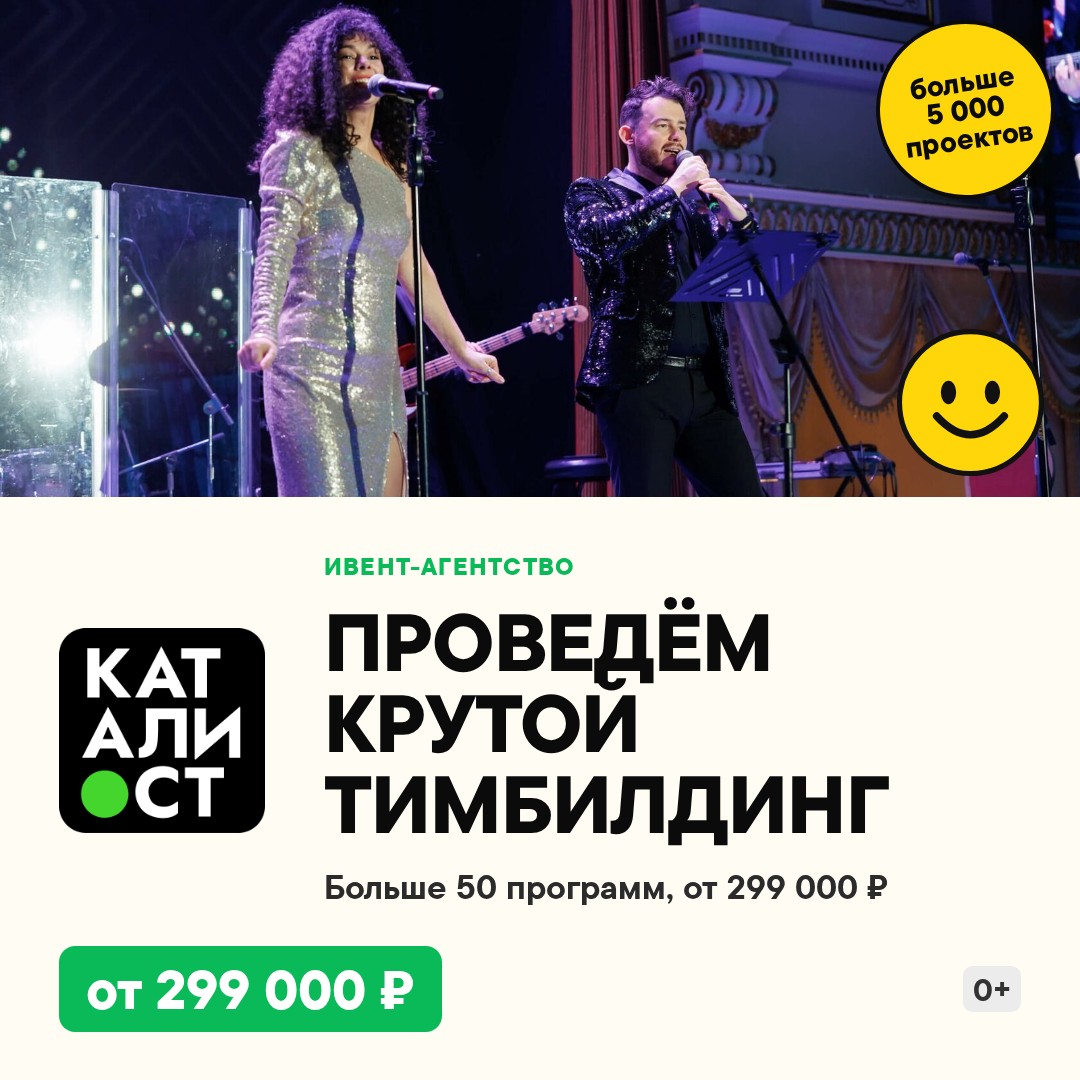 больше
5 000
проектов
ИВЕНТ-АГЕНТСТВО
ПРОВЕДЁМ
КРУТОЙ
ТИМБИЛДИНГ
КАТ
АЛИ
СТ
Больше 50 программ, от 299 000 ₽
от 299 000 ₽
0+